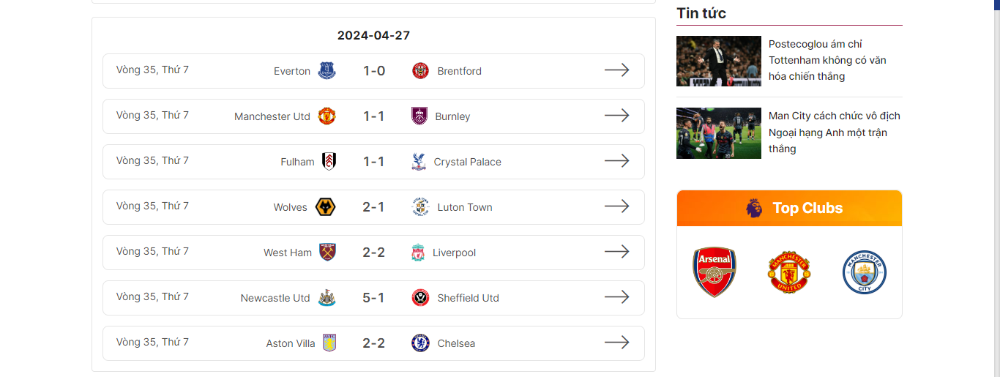 2024-04-27
Vòng 35, Thứ 7 Everton 1-0 Brentford
Vòng 35, Thứ 7 Manchester Utd 1-1 Burnley
Vòng 35, Thứ 7 Fulham 1-1 Crystal Palace
Vòng 35, Thứ 7 Wolves 2-1 Luton Town
Vòng 35, Thứ 7 West Ham 2-2 Liverpool
Vòng 35, Thứ 7 Newcastle Utd 5-1 Sheffield Utd
Vòng 35, Thứ 7 Aston Villa 2-2 Chelsea
Tin tức
Postecoglou ám chỉ
Tottenham không có văn
hóa chiến thắng
Man City cách chức vô địch
Ngoại hạng Anh một trận
thắng
Top Clubs
Arsenal
MANCHESTER
UNITED
MANCHESTER
CITY